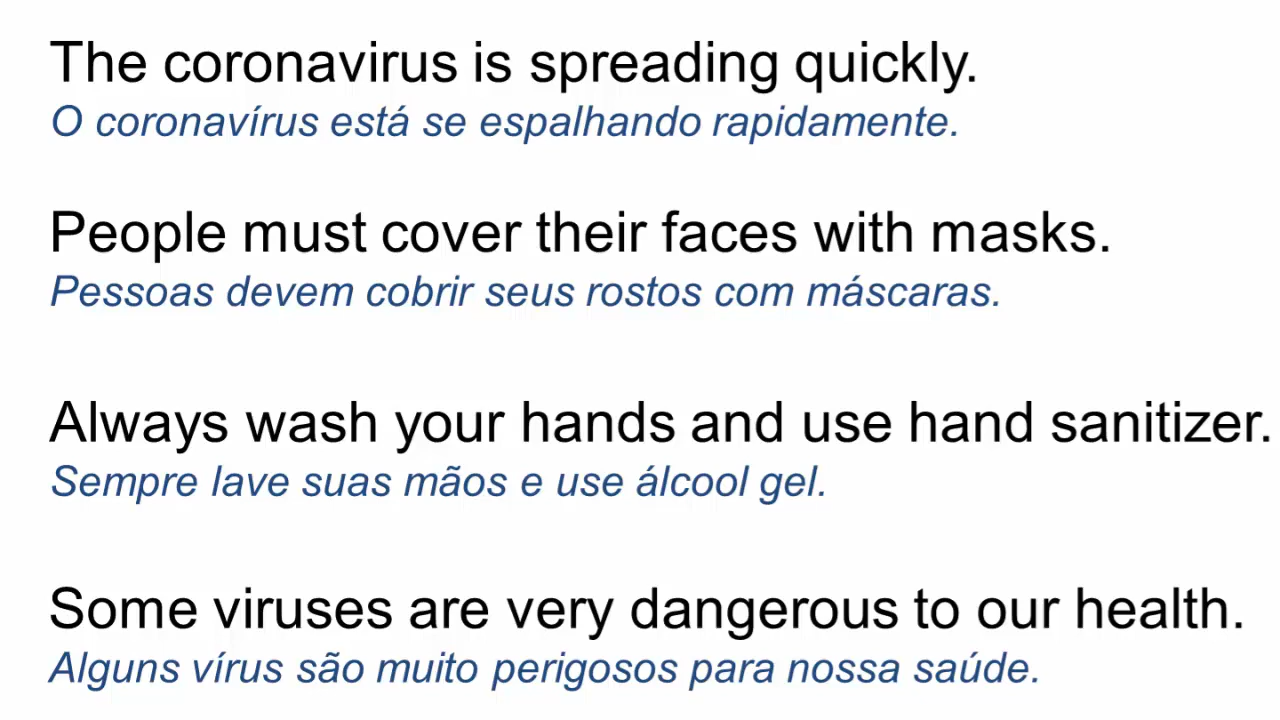 The coronavirus is spreading quickly.
O coronavírus está se espalhando rapidamente.
People must cover their faces with masks.
Pessoas devem cobrir seus rostos com máscaras.
Always wash your hands and use hand sanitizer.
Sempre lave suas mãos e use álcool gel.
Some viruses are very dangerous to our health.
Alguns vírus são muito perigosos para nossa saúde.